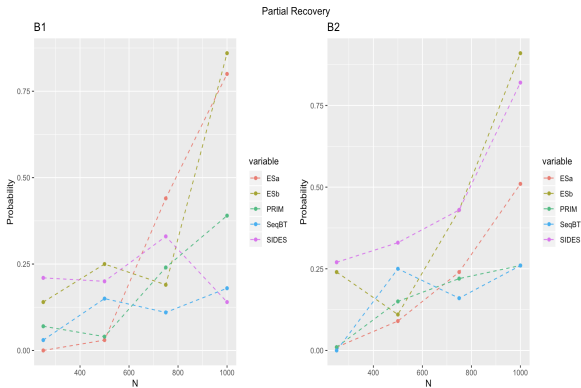 Partial Recovery
B1
Probability
0.75
0.50
0.25
0.00
400
600
800
1000
N
variable
ESa
ESb
PRIM
SeqBT
SIDES
B2
Probability
0.75
0.50
0.25
0.00
400
600
800
1000
N
variable
ESa
ESb
PRIM
SeqBT
SIDES